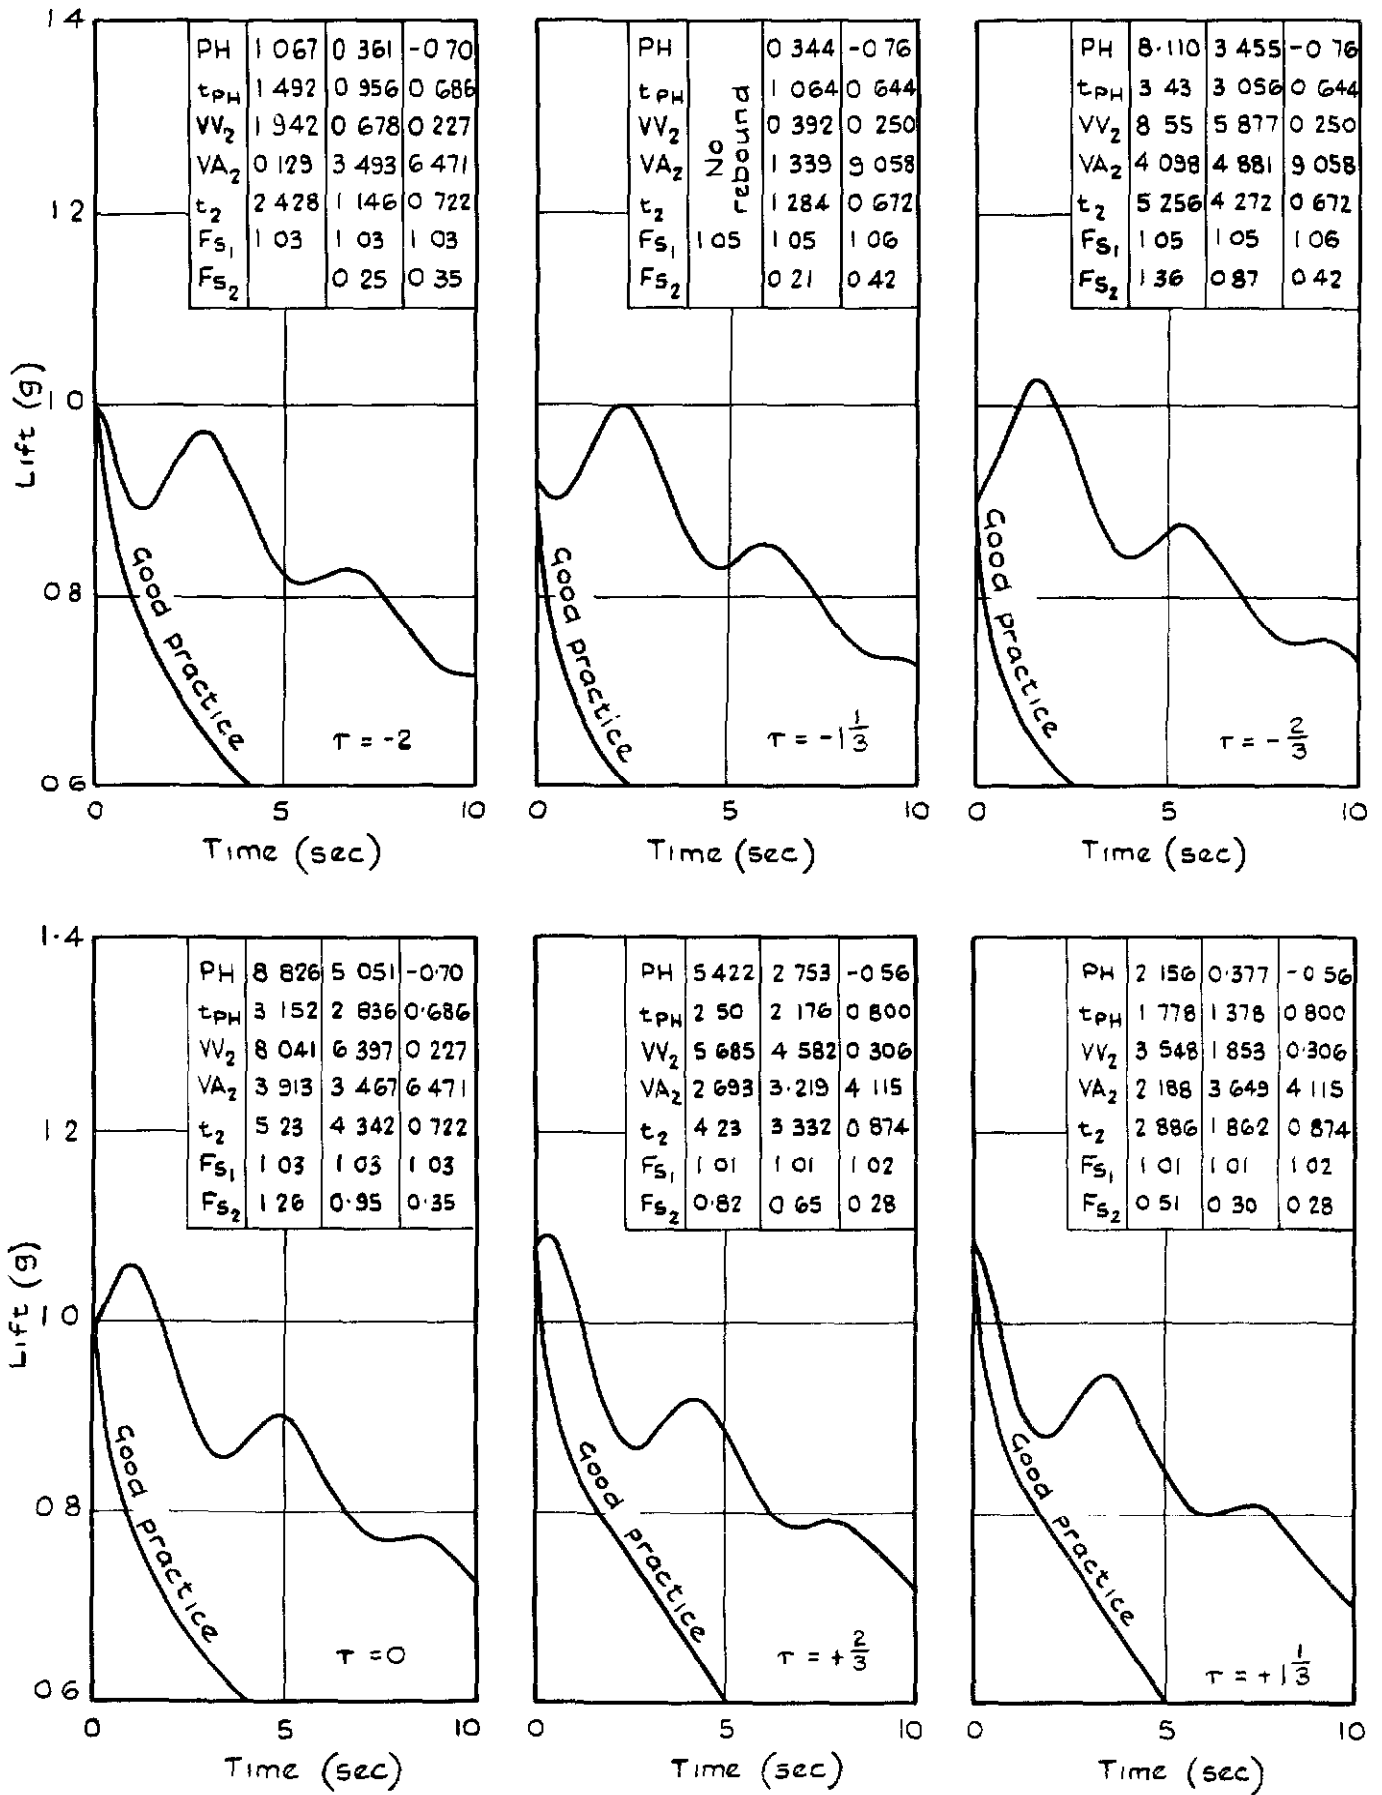 1 4
PH 1 067 0 361 -0 70
tPH 1 492 0 956 0 686
VV2 1 942 0 678 0 227
VA2 0 129 3 493 6 471
1 2
t2 2 428 1 146 0 722
FS1 1 03 1 03 1 03
FS2 0 25 0 35
Lift (g)
1 0
0 8
0 6
Good practice
τ = -2
0 5 10
Time (sec)
PH 0 344 -0 76
tPH 1 064 0 644
VV2 0 392 0 250
VA2 1 339 9 058
t2 1 284 0 672
No rebound
FS1 1 05 1 05 1 06
FS2 0 21 0 42
Good practice
τ = -1 1/3
0 5 10
Time (sec)
PH 8·110 3 455 -0 76
tPH 3 43 3 056 0 644
VV2 8 55 5 877 0 250
VA2 4 098 4 881 9 058
t2 5 256 4 272 0 672
FS1 1 05 1 05 1 06
FS2 1 36 0 87 0 42
Good practice
τ = - 2/3
0 5 10
Time (sec)
1·4
PH 8 826 5 051 -0·70
tPH 3 152 2 836 0·686
VV2 8 041 6 397 0 227
VA2 3 913 3 467 6 471
1 2
t2 5 23 4 342 0 722
FS1 1 03 1 03 1 03
FS2 1 26 0·95 0·35
Lift (g)
1 0
0 8
0 6
Good practice
τ = 0
0 5 10
Time (sec)
PH 5 422 2 753 -0 56
tPH 2 50 2 176 0 800
VV2 5 685 4 582 0 306
VA2 2 693 3·219 4 115
t2 4 23 3 332 0 874
FS1 1 01 1 01 1 02
FS2 0·82 0 65 0 28
Good practice
τ = + 2/3
0 5 10
Time (sec)
PH 2 156 0·377 -0 56
tPH 1 778 1 378 0 800
VV2 3 548 1 853 0·306
VA2 2 188 3 649 4 115
t2 2 886 1 862 0 874
FS1 1 01 1 01 1 02
FS2 0 51 0 30 0 28
Good practice
τ = +1 1/3
0 5 10
Time (sec)